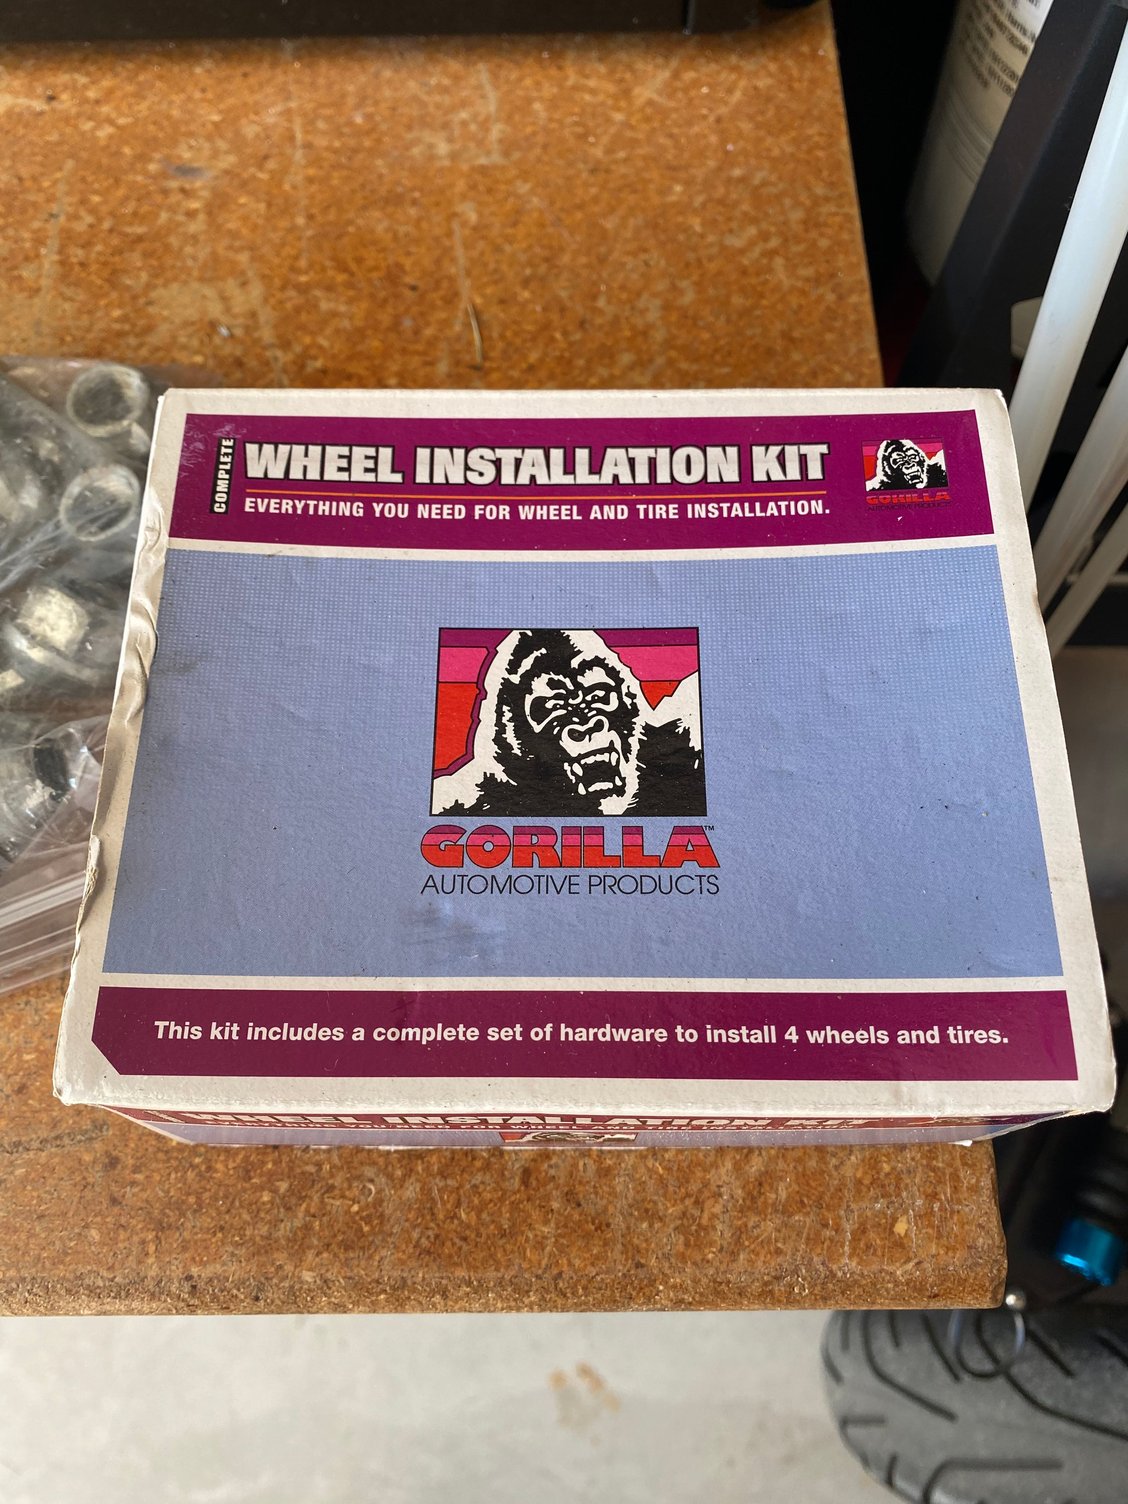 COMPLETE
WHEEL INSTALLATION KIT
EVERYTHING YOU NEED FOR WHEEL AND TIRE INSTALLATION.
GORILLA
AUTOMOTIVE PRODUCTS
GORILLA™
AUTOMOTIVE PRODUCTS
This kit includes a complete set of hardware to install 4 wheels and tires.
WHEEL INSTALLATION KIT